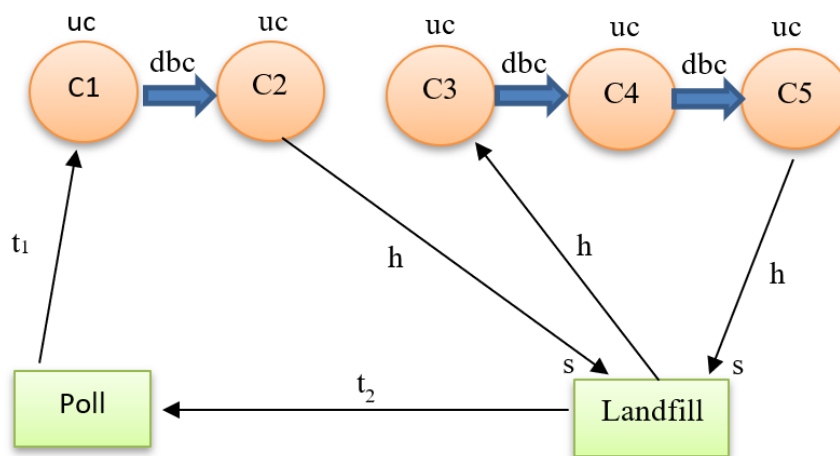 uc uc uc uc uc
dbc dbc dbc
C1 C2 C3 C4 C5
t1 h h h
s s
Poll t2 Landfill